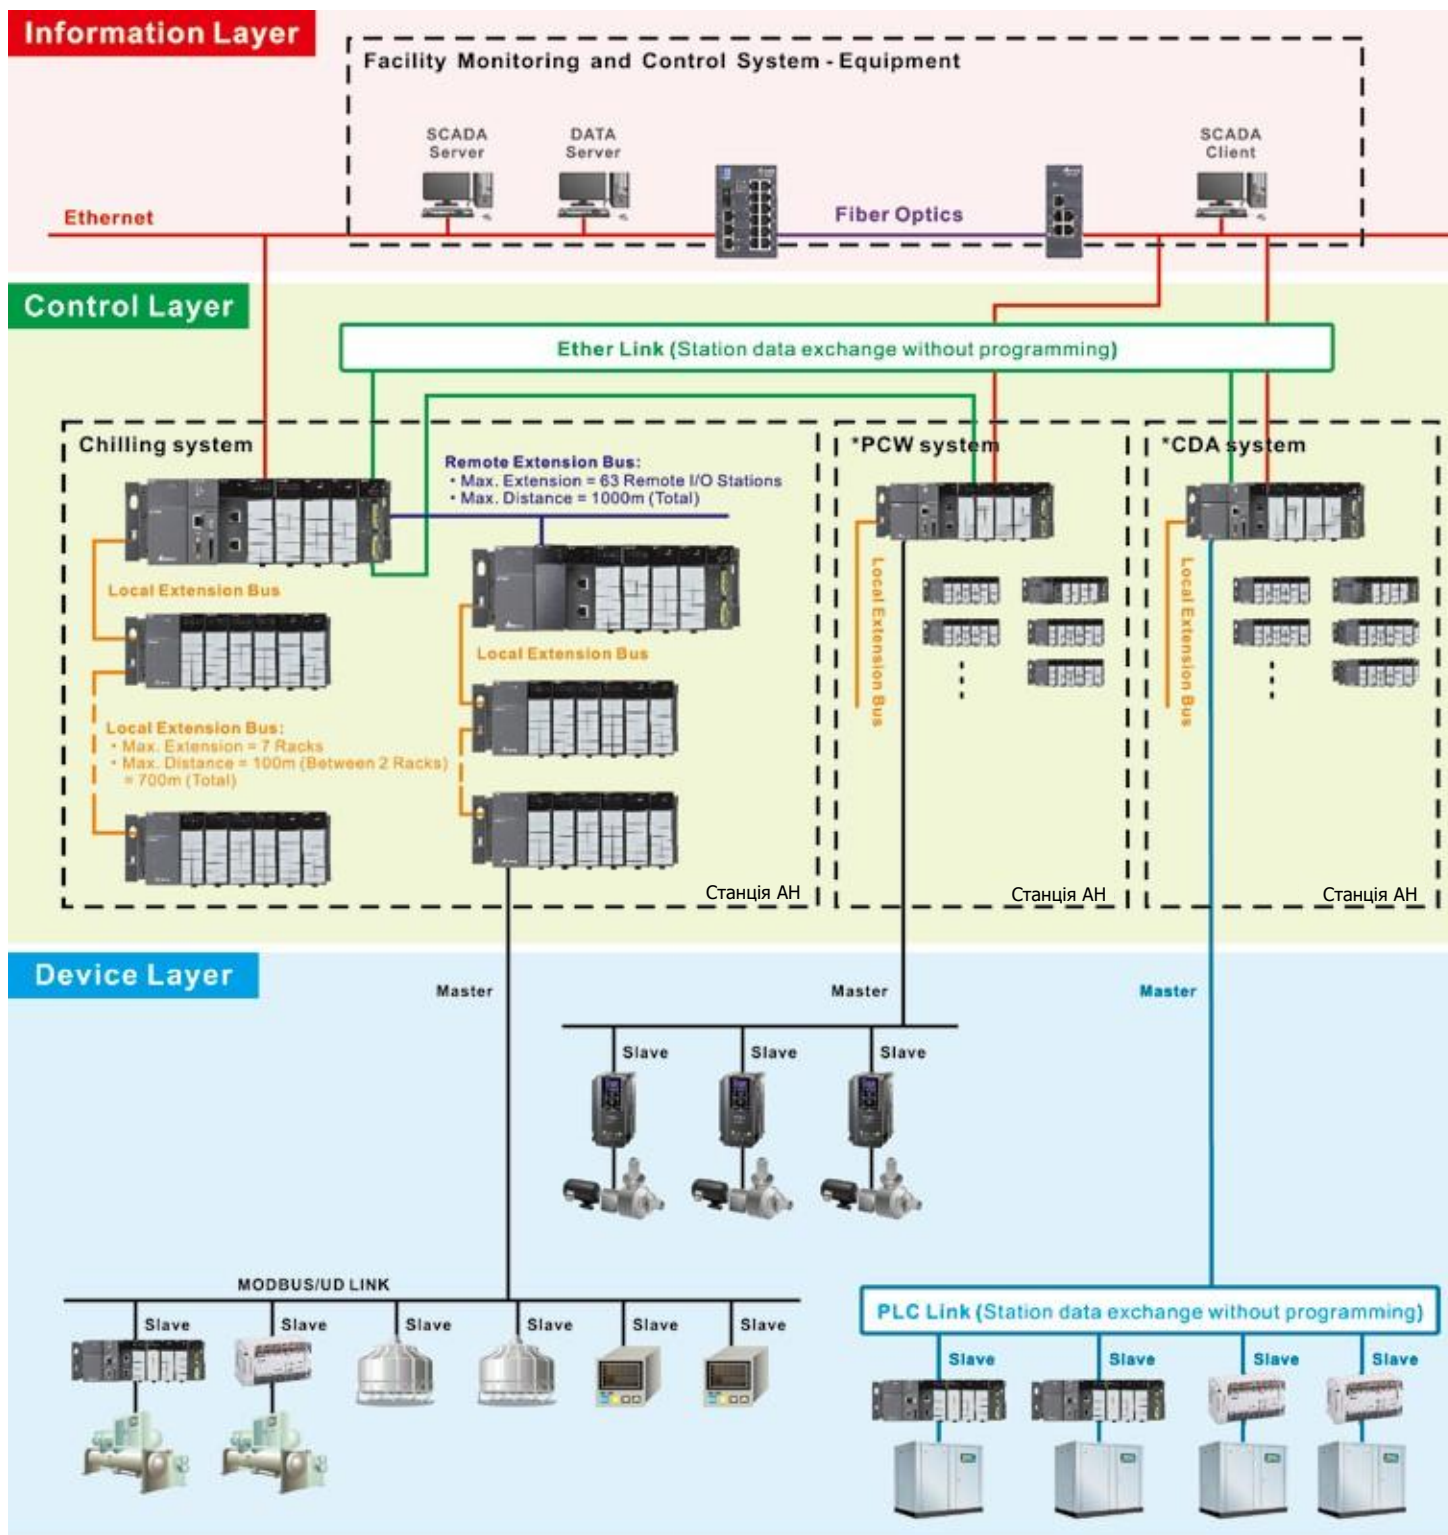 Information Layer
Facility Monitoring and Control System - Equipment
SCADA
Server
DATA
Server
SCADA
Client
Ethernet
Fiber Optics
Control Layer
Ether Link (Station data exchange without programming)
Chilling system
Remote Extension Bus:
• Max. Extension = 63 Remote I/O Stations
• Max. Distance = 1000m (Total)
*PCW system
*CDA system
Local Extension Bus
Local Extension Bus
Local Extension Bus
Local Extension Bus
Local Extension Bus:
• Max. Extension = 7 Racks
• Max. Distance = 100m (Between 2 Racks)
= 700m (Total)
Станція АН
Станція АН
Станція АН
Device Layer
Master
Master
Master
Slave
Slave
Slave
MODBUS/UD LINK
Slave
Slave
Slave
Slave
Slave
Slave
PLC Link (Station data exchange without programming)
Slave
Slave
Slave
Slave